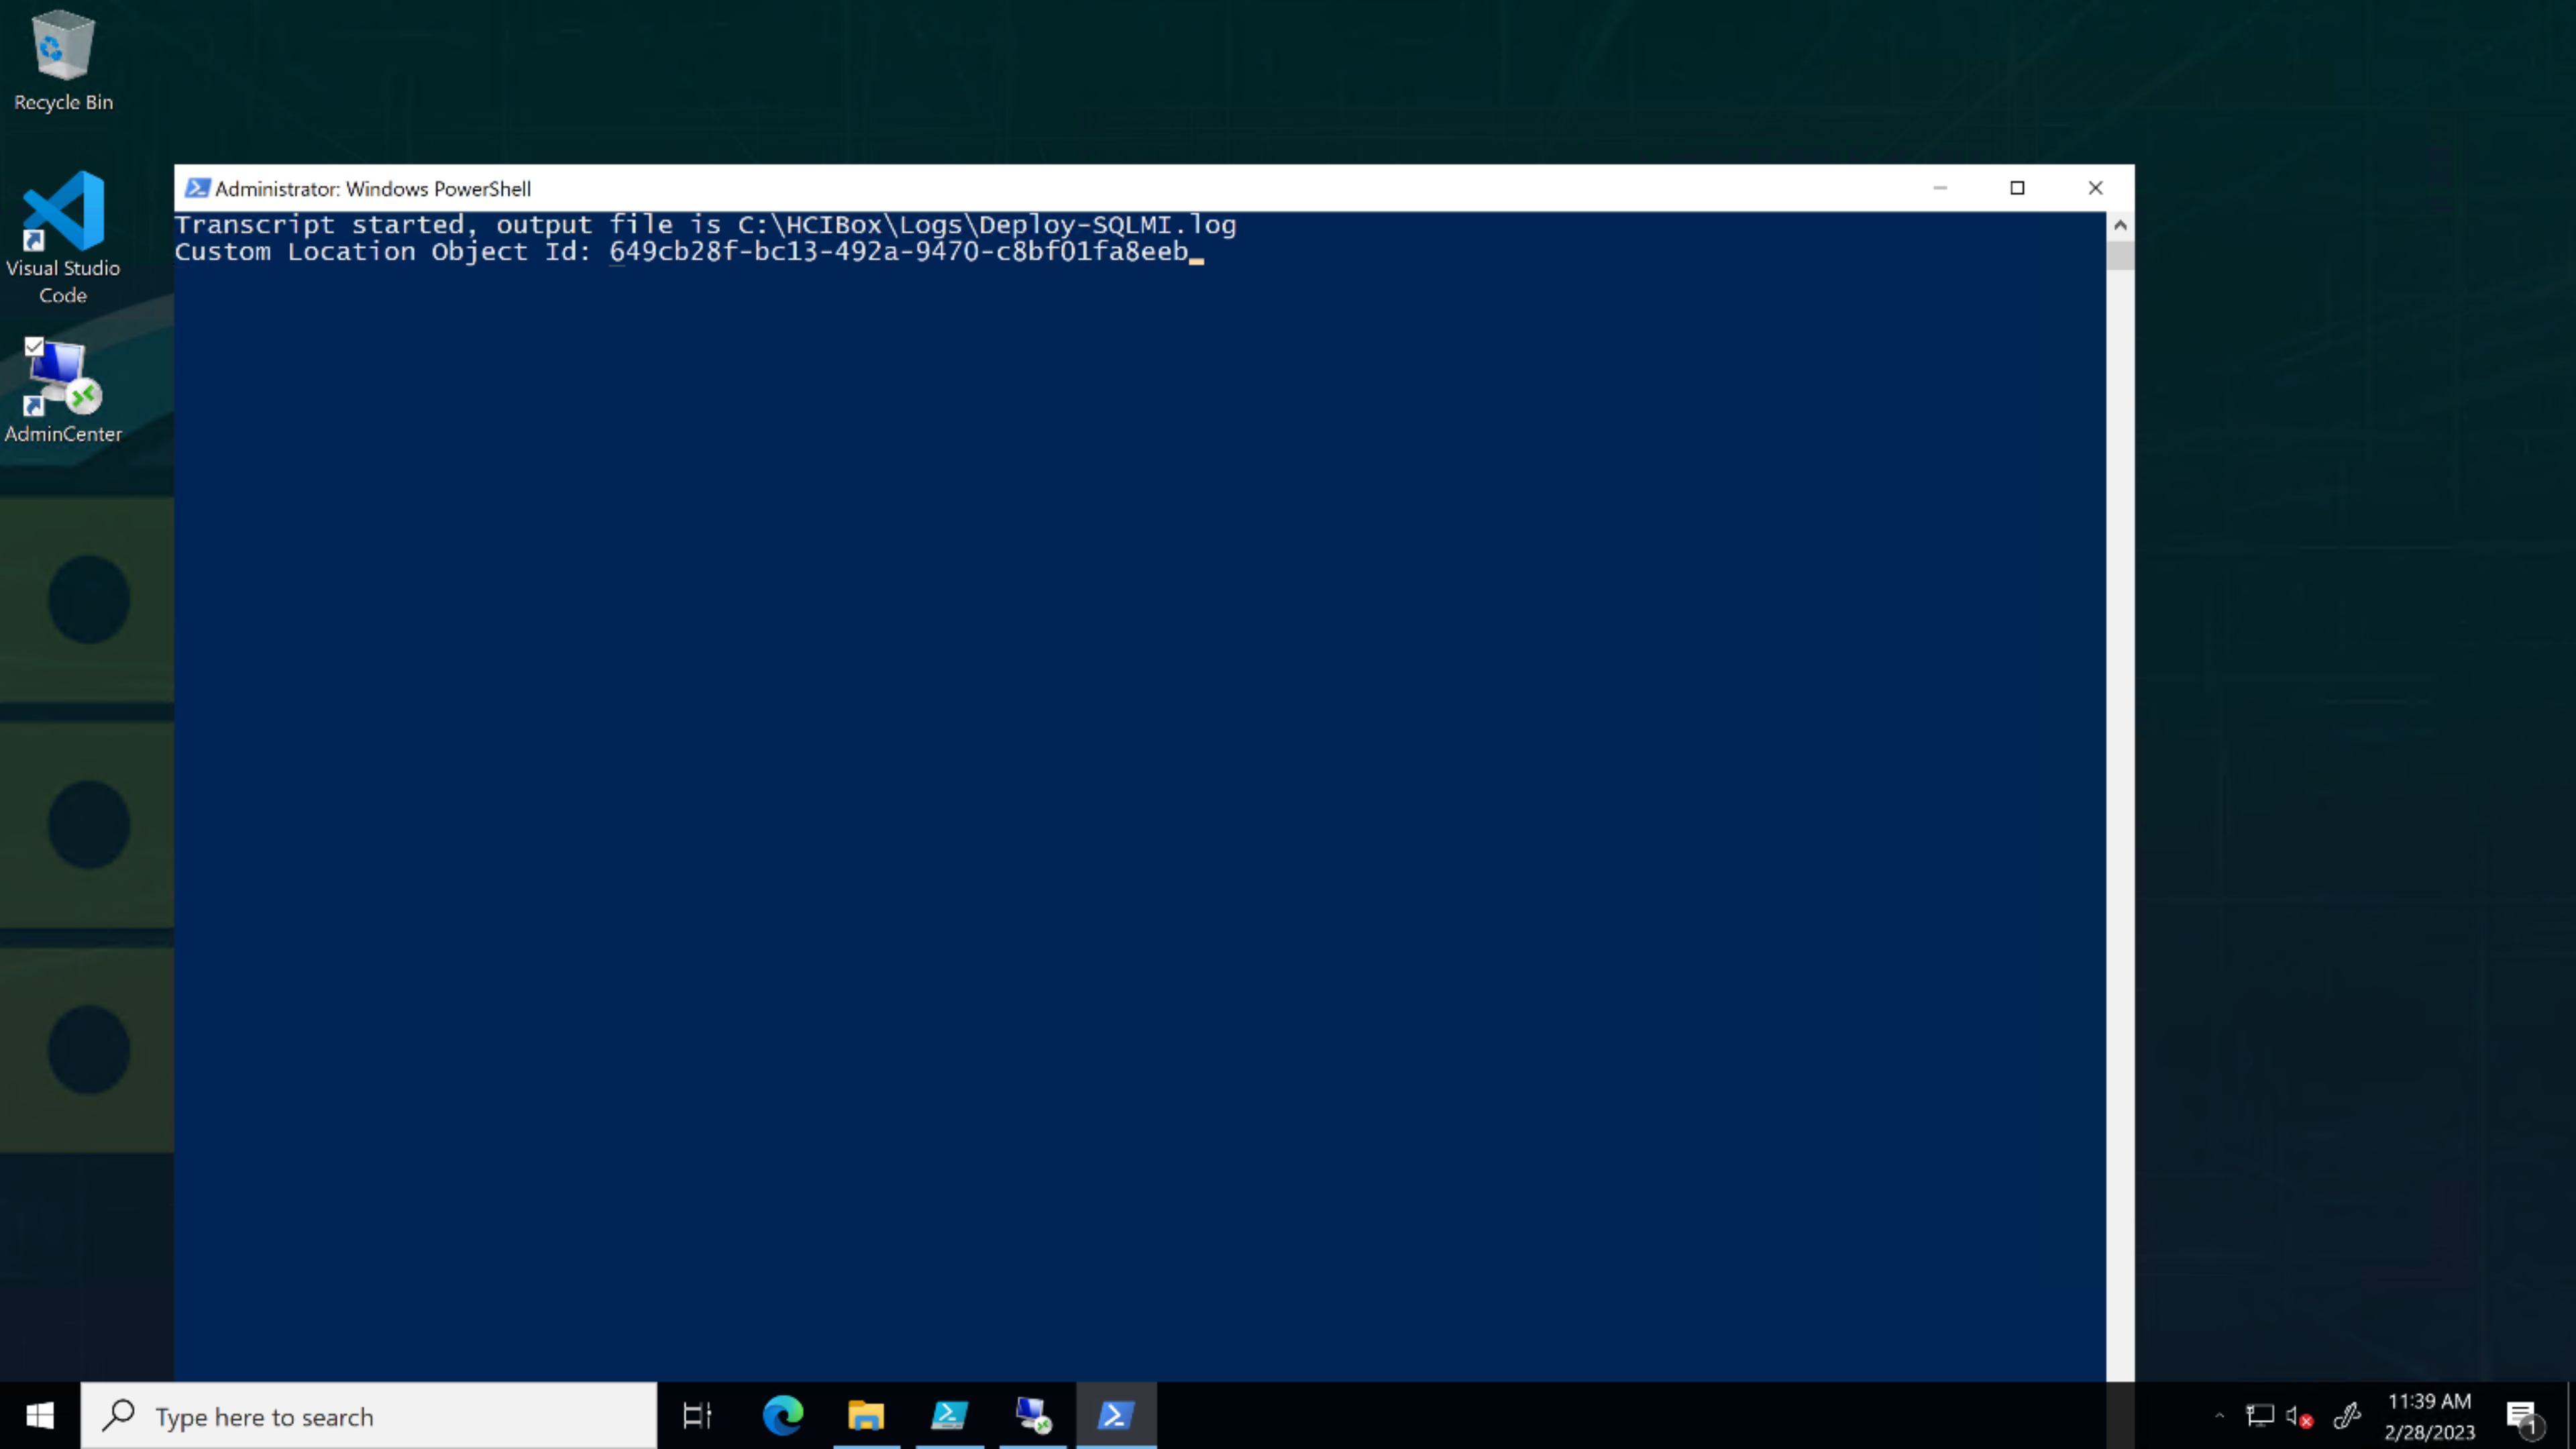 Recycle Bin
Visual Studio
Code
AdminCenter
Administrator: Windows PowerShell
Transcript started, output file is C:\HCIBox\Logs\Deploy-SQLMI.log
Custom Location Object Id: 649cb28f-bc13-492a-9470-c8bf01fa8eeb
Type here to search
11:39 AM
2/28/2023
1